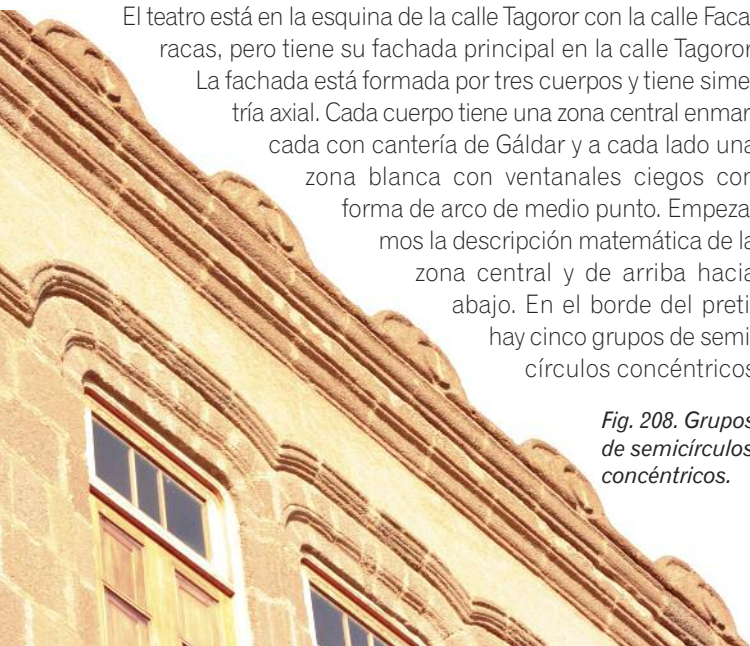 El teatro está en la esquina de la calle Tagoror con la calle Faca
racas, pero tiene su fachada principal en la calle Tagoror
La fachada está formada por tres cuerpos y tiene sime
tría axial. Cada cuerpo tiene una zona central enmar
cada con cantería de Gáldar y a cada lado una
zona blanca con ventanales ciegos con
forma de arco de medio punto. Empeza
mos la descripción matemática de la
zona central y de arriba hacia
abajo. En el borde del preti
hay cinco grupos de semi
círculos concéntricos
Fig. 208. Grupos
de semicírculos
concéntricos.